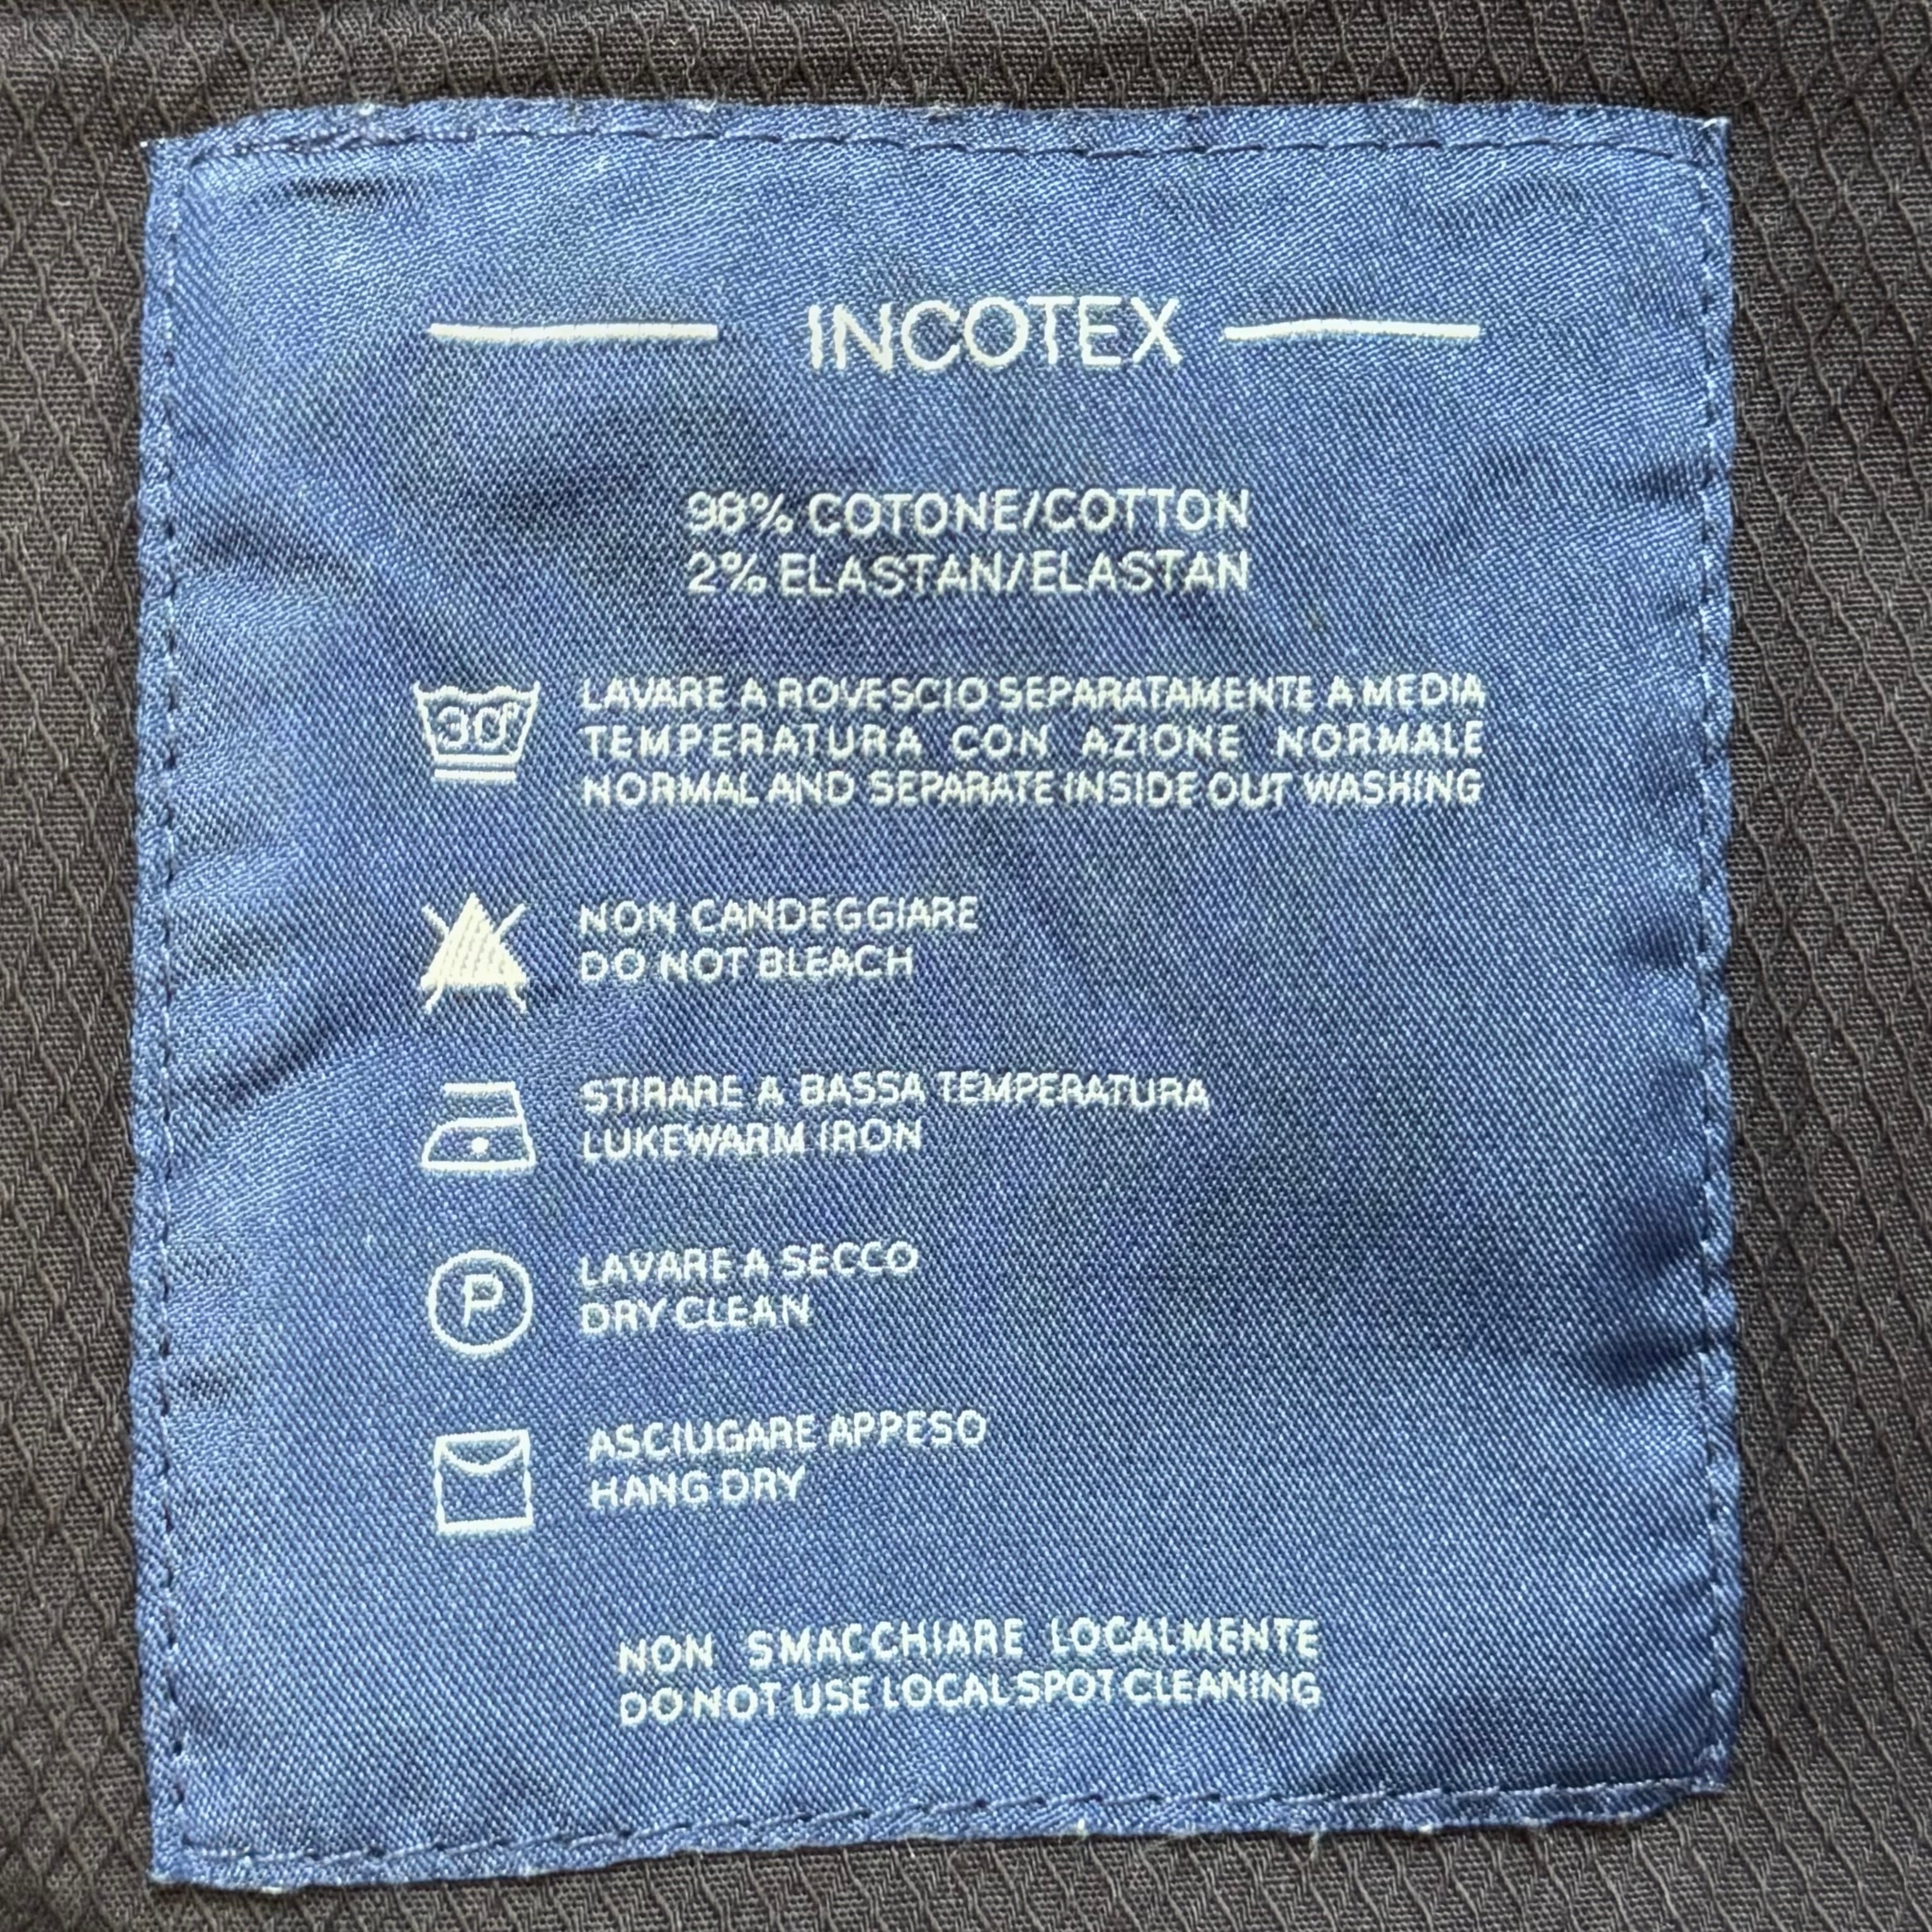 INCOTEX
98% COTONE/COTTON
2% ELASTAN/ELASTAN
30°
LAVARE A ROVESCIO SEPARATAMENTE A MEDIA
TEMPERATURA CON AZIONE NORMALE
NORMAL AND SEPARATE INSIDE OUT WASHING
NON CANDEGGIARE
DO NOT BLEACH
STIRARE A BASSA TEMPERATURA
LUKEWARM IRON
P
LAVARE A SECCO
DRY CLEAN
ASCIUGARE APPESO
HANG DRY
NON SMACCHIARE LOCALMENTE
DO NOT USE LOCAL SPOT CLEANING